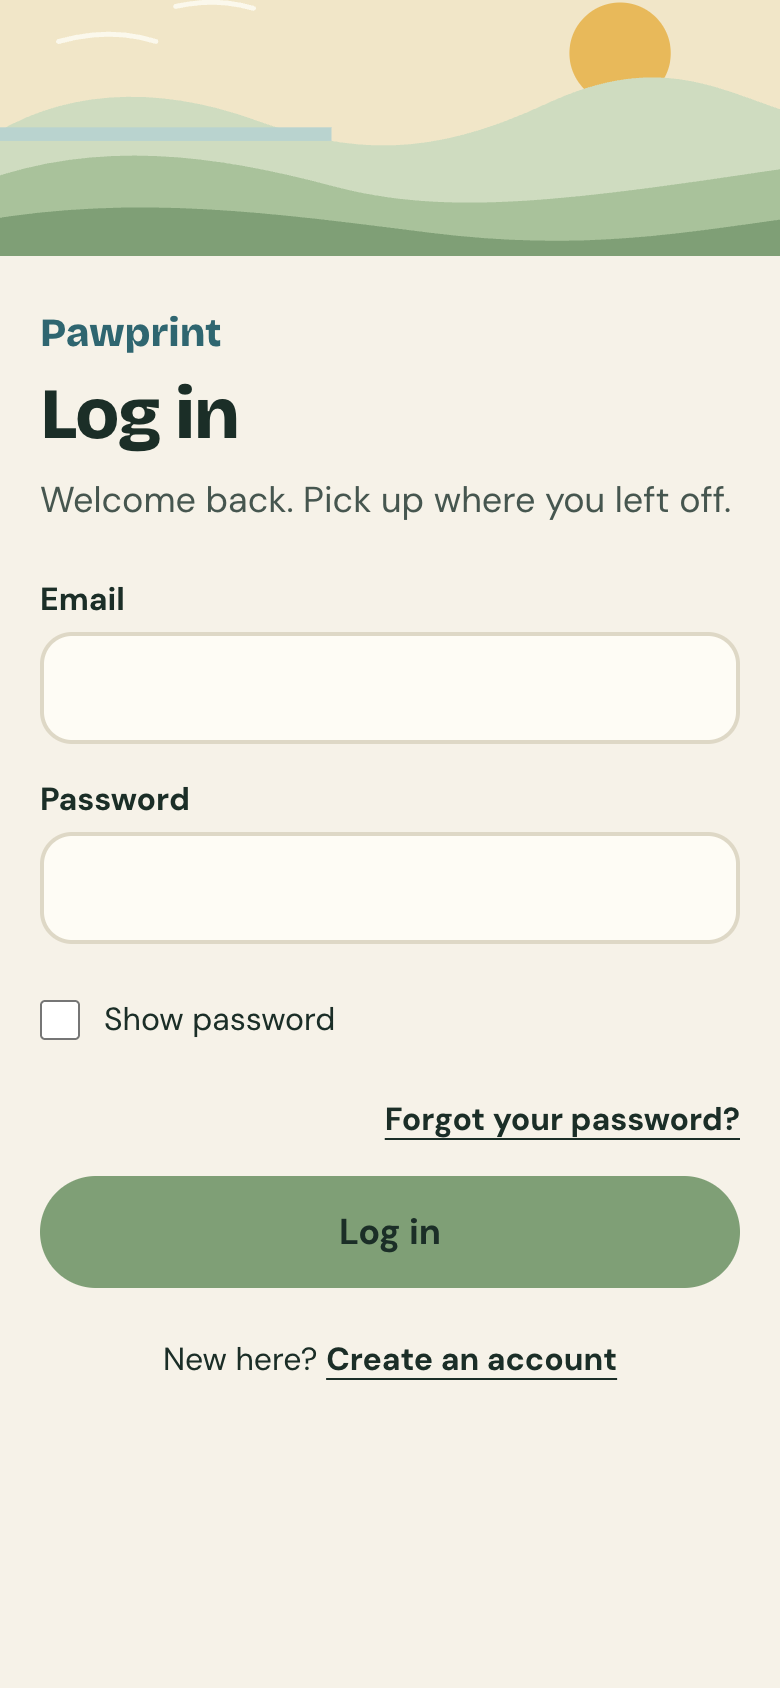 Pawprint
Log in
Welcome back. Pick up where you left off.
Email
Password
Show password
Forgot your password?
Log in
New here? Create an account